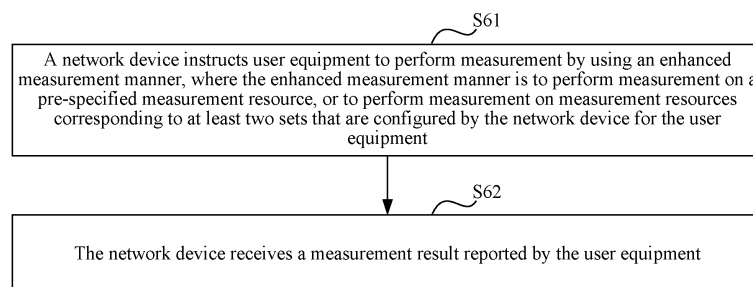 S61
A network device instructs user equipment to perform measurement by using an enhanced
measurement manner, where the enhanced measurement manner is to perform measurement on a
pre-specified measurement resource, or to perform measurement on measurement resources
corresponding to at least two sets that are configured by the network device for the user
equipment
S62
The network device receives a measurement result reported by the user equipment